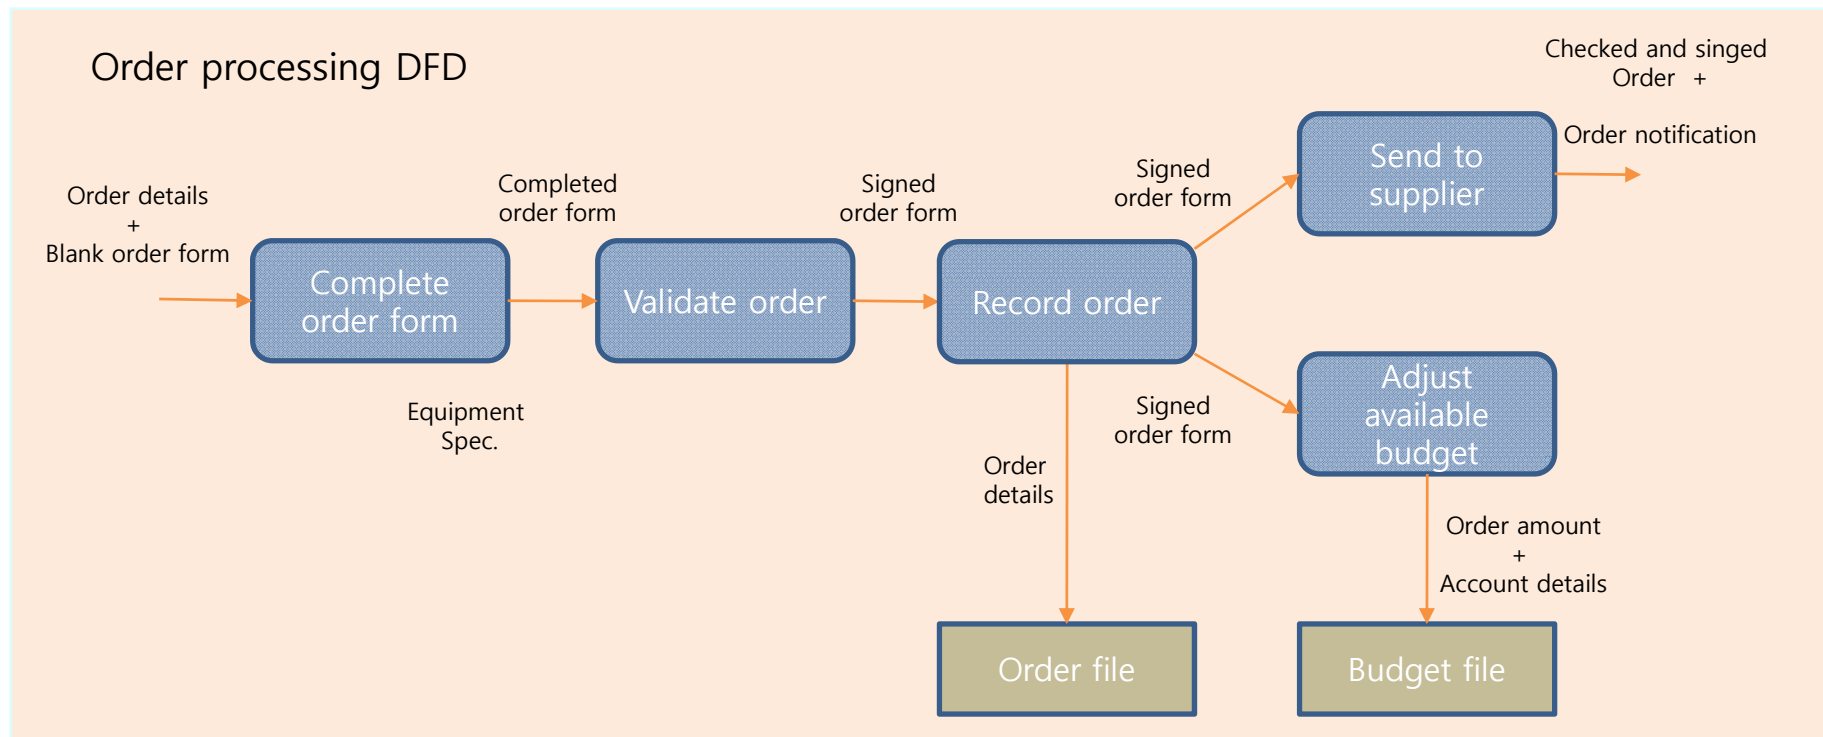 Order processing DFD
Checked and singed
Order +
Order notification
Send to
supplier
Signed
order form
Signed
order form
Completed
order form
Order details
+
Blank order form
Complete
order form
Validate order
Record order
Adjust
available
budget
Equipment
Spec.
Signed
order form
Order
details
Order amount
+
Account details
Order file
Budget file